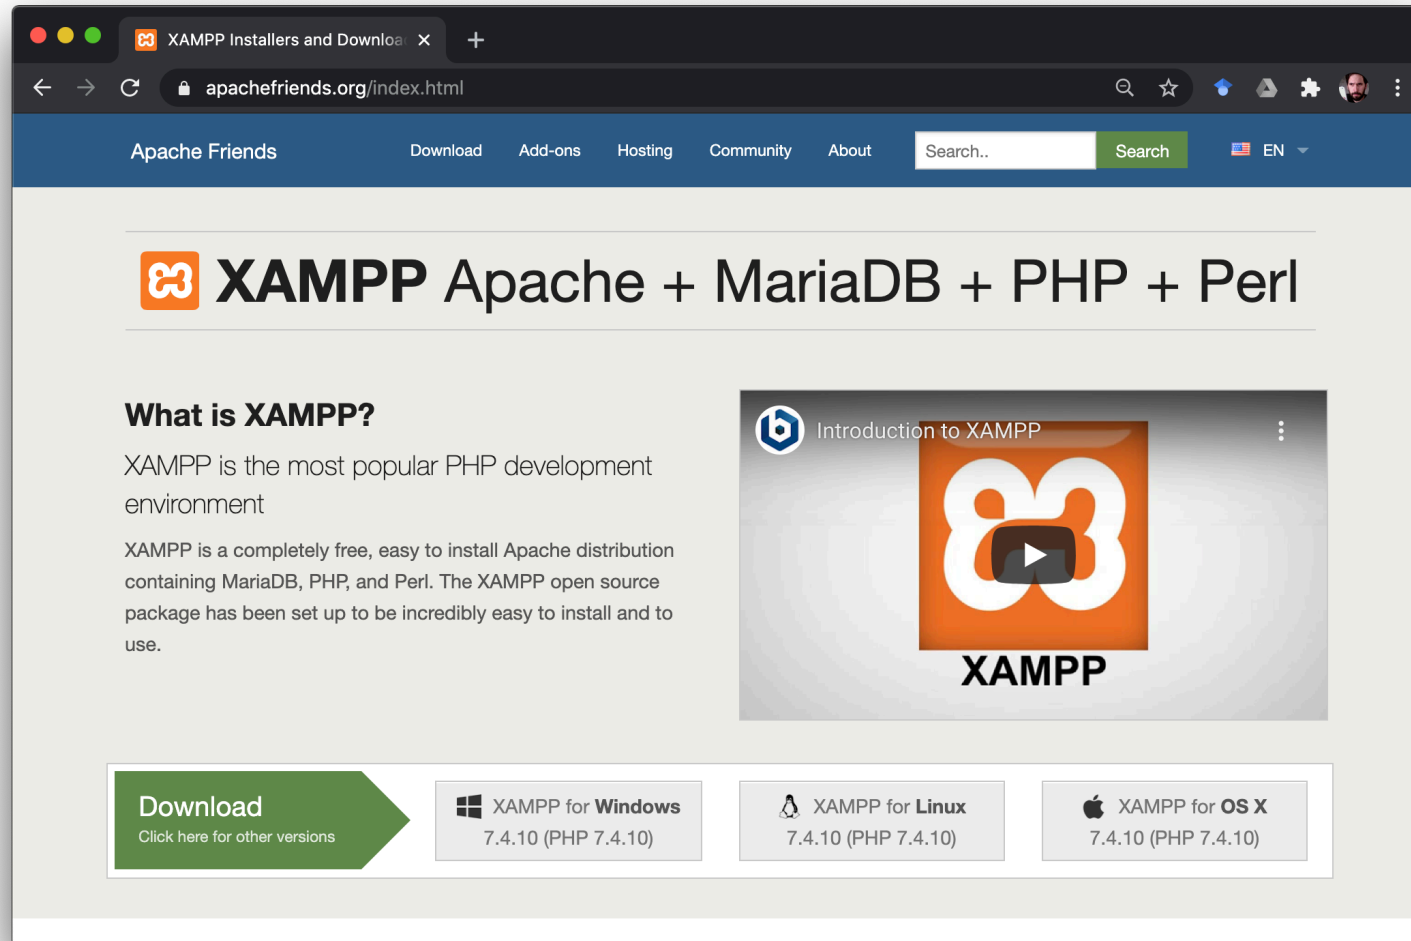 XAMPP Installers and Downloa
apachefriends.org/index.html
Apache Friends
Download
Add-ons
Hosting
Community
About
Search..
Search
EN
XAMPP Apache + MariaDB + PHP + Perl
What is XAMPP?
XAMPP is the most popular PHP development
environment
XAMPP is a completely free, easy to install Apache distribution
containing MariaDB, PHP, and Perl. The XAMPP open source
package has been set up to be incredibly easy to install and to
use.
Introduction to XAMPP
XAMPP
Download
Click here for other versions
XAMPP for Windows
7.4.10 (PHP 7.4.10)
XAMPP for Linux
7.4.10 (PHP 7.4.10)
XAMPP for OS X
7.4.10 (PHP 7.4.10)